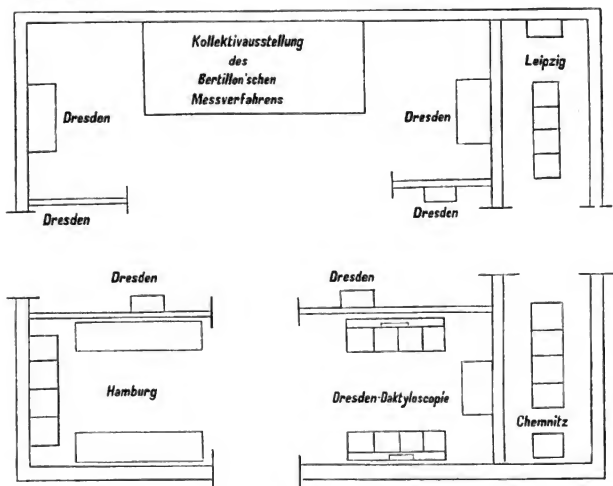 Kollektivausstellung
des
Bertillon'schen
Messverfahrens
Leipzig
Dresden
Dresden
Dresden
Dresden
Dresden
Dresden
Hamburg
Dresden-Daktyloscopie
Chemnitz